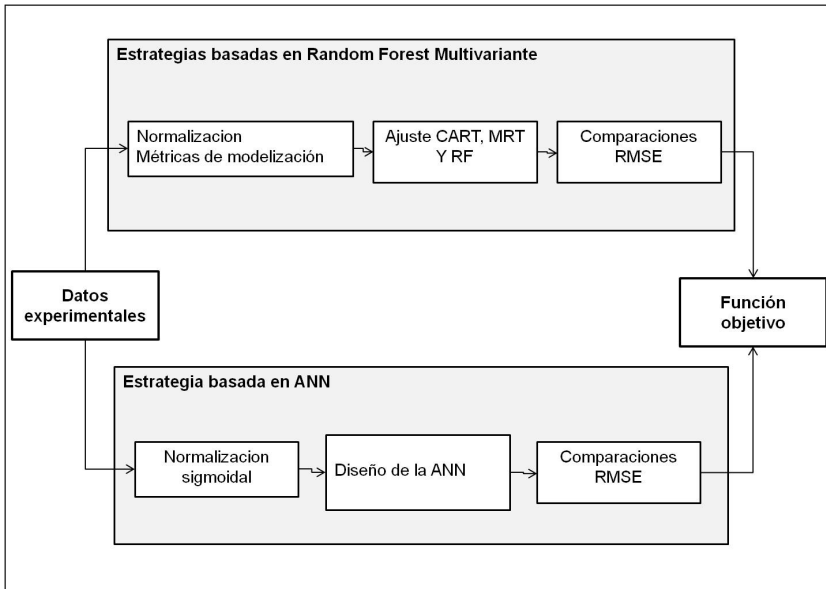 Estrategias basadas en Random Forest Multivariante
Normalizacion
Métricas de modelización
Ajuste CART, MRT
Y RF
Comparaciones
RMSE
Datos
experimentales
Función
objetivo
Estrategia basada en ANN
Normalizacion
sigmoidal
Diseño de la ANN
Comparaciones
RMSE